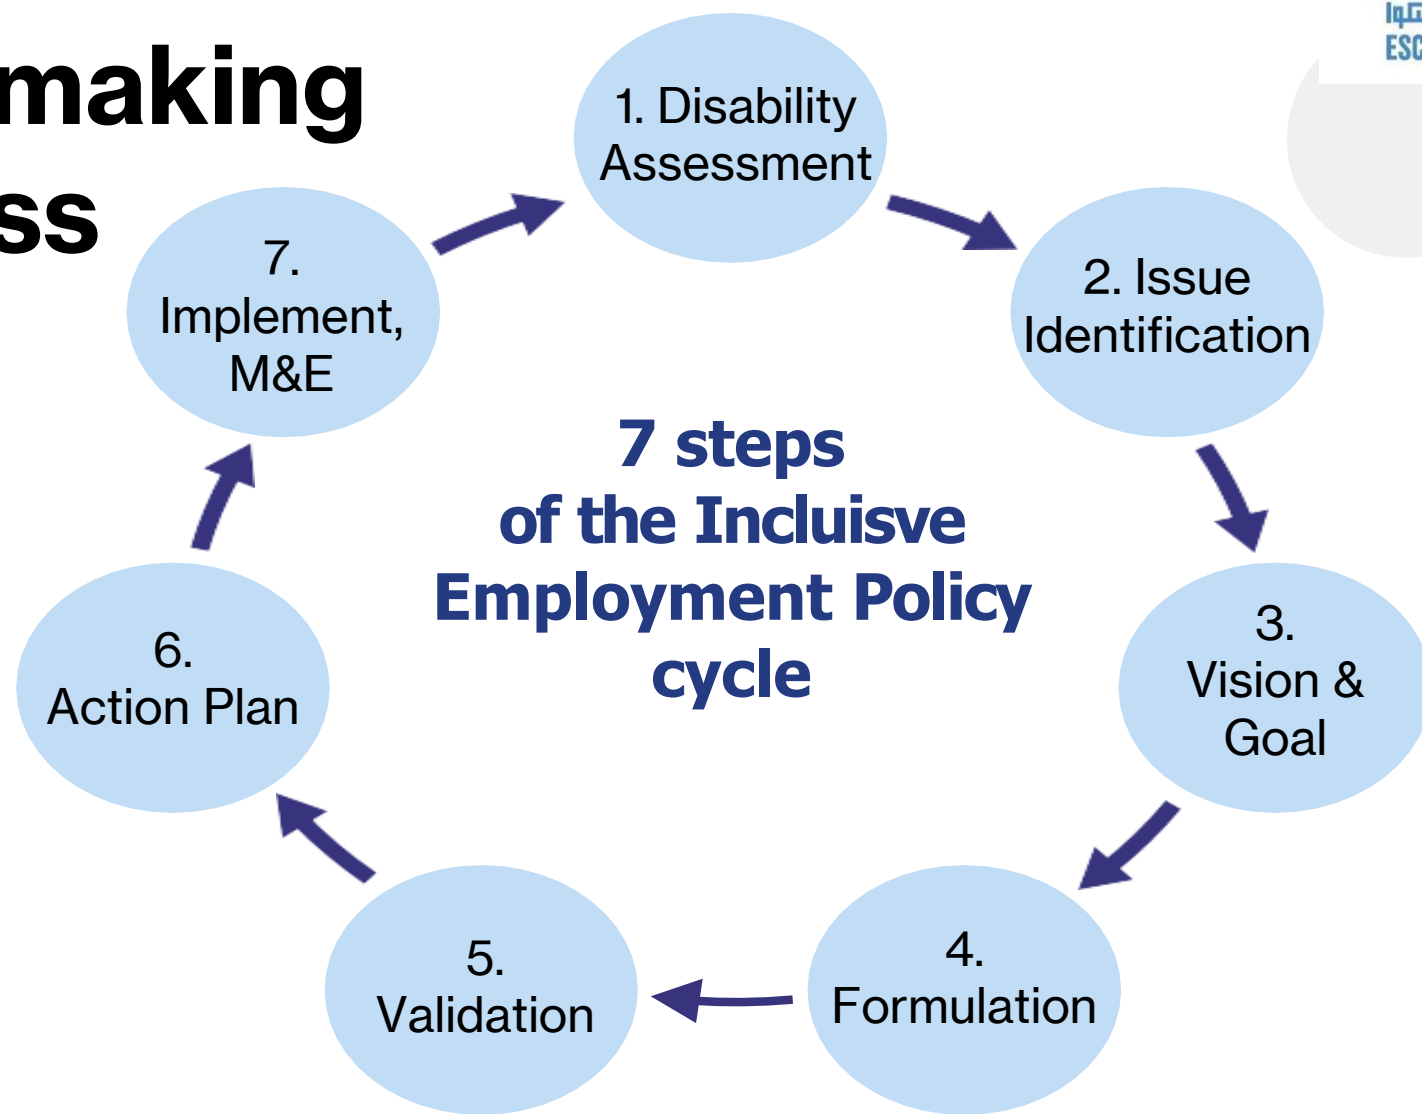 making
ss
ESC
1. Disability
Assessment
2. Issue
Identification
3.
Vision &
Goal
4.
Formulation
5.
Validation
6.
Action Plan
7.
Implement,
M&E
7 steps
of the Incluisve
Employment Policy
cycle